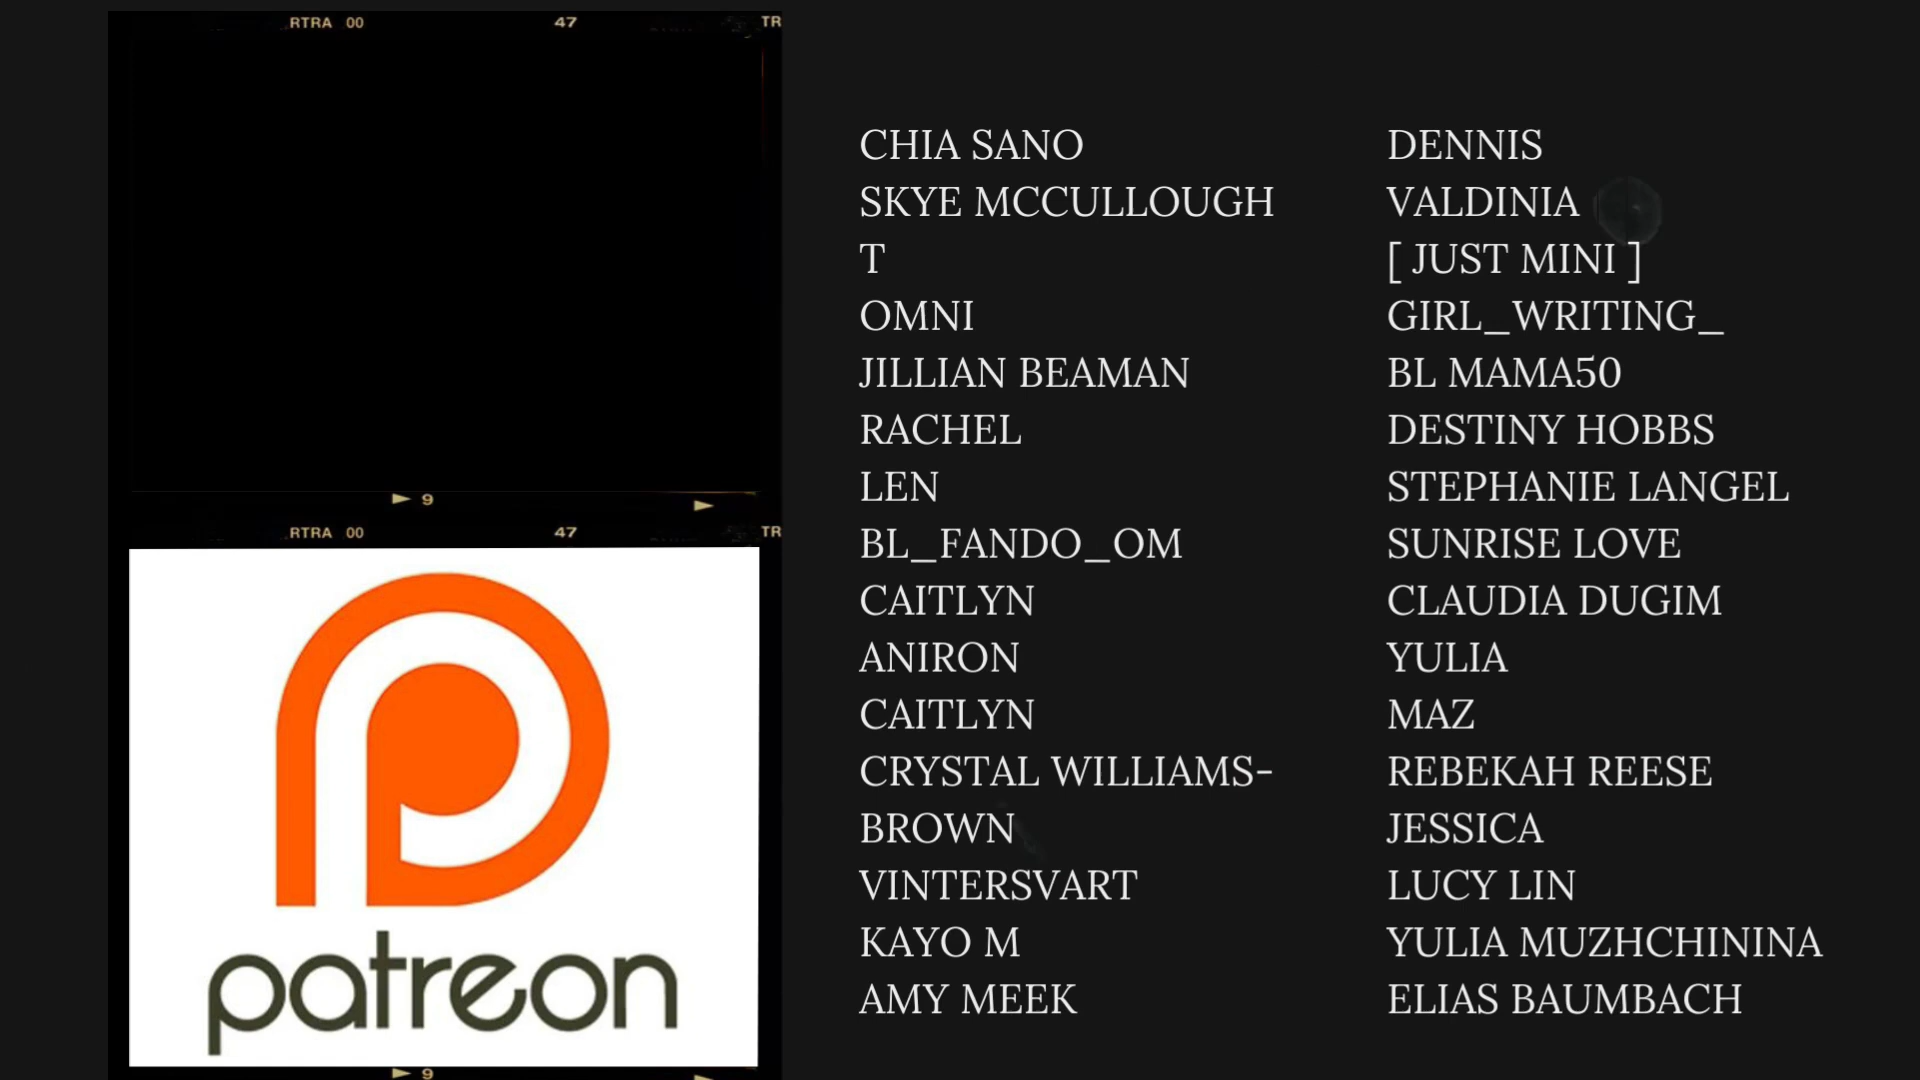 RTRA 00 47 TR
9
RTRA 00 47 TR
patreon
9
CHIA SANO
SKYE MCCULLOUGH
T
OMNI
JILLIAN BEAMAN
RACHEL
LEN
BL_FANDO_OM
CAITLYN
ANIRON
CAITLYN
CRYSTAL WILLIAMS-
BROWN
VINTERSVART
KAYO M
AMY MEEK
DENNIS
VALDINIA
[ JUST MINI ]
GIRL_WRITING_
BL MAMA50
DESTINY HOBBS
STEPHANIE LANGEL
SUNRISE LOVE
CLAUDIA DUGIM
YULIA
MAZ
REBEKAH REESE
JESSICA
LUCY LIN
YULIA MUZHCHININA
ELIAS BAUMBACH